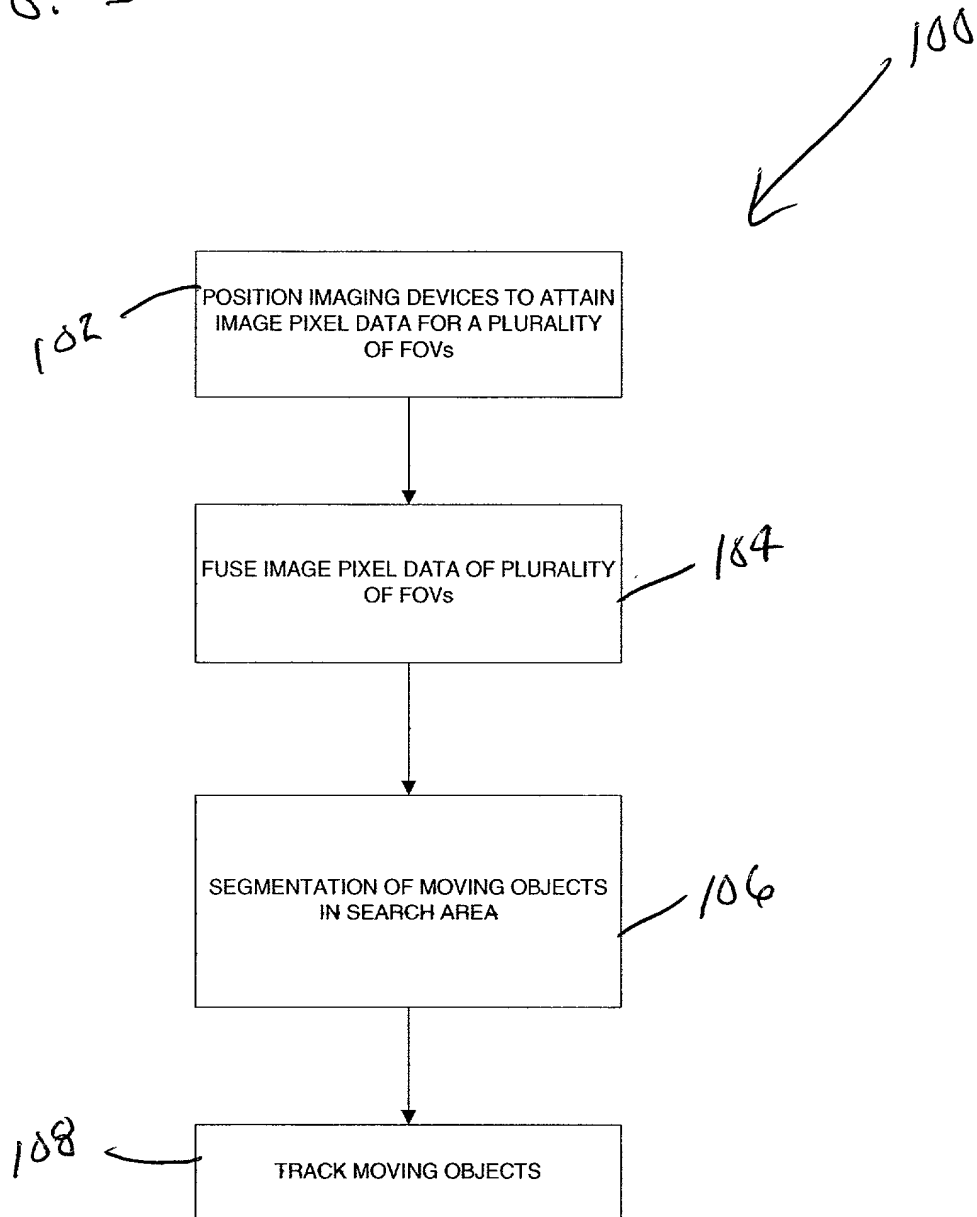 100
102
POSITION IMAGING DEVICES TO ATTAIN
IMAGE PIXEL DATA FOR A PLURALITY
OF FOVs
FUSE IMAGE PIXEL DATA OF PLURALITY
OF FOVs
104
SEGMENTATION OF MOVING OBJECTS
IN SEARCH AREA
106
108
TRACK MOVING OBJECTS